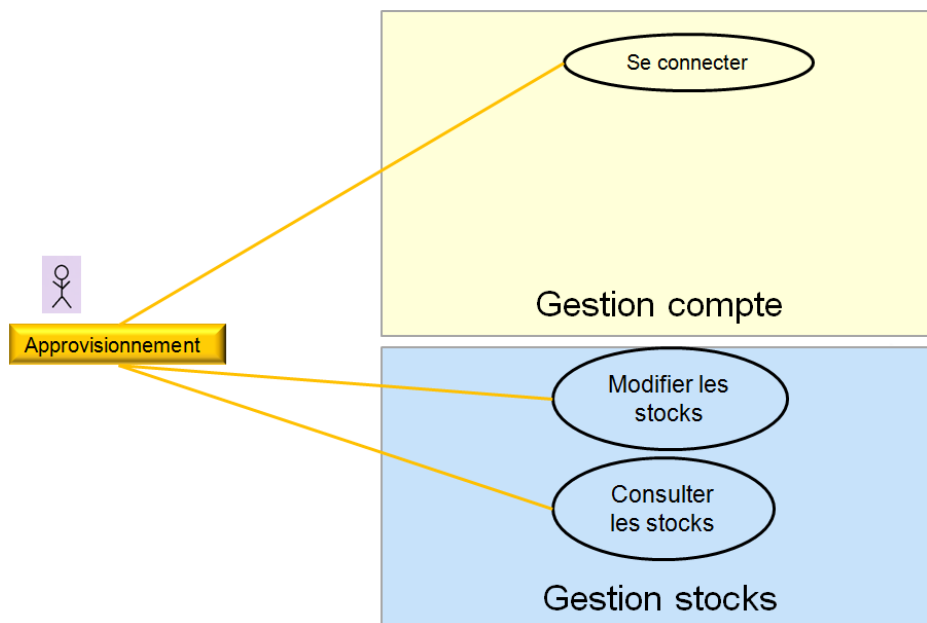 Se connecter
Gestion compte
Approvisionnement
Modifier les
stocks
Consulter
les stocks
Gestion stocks